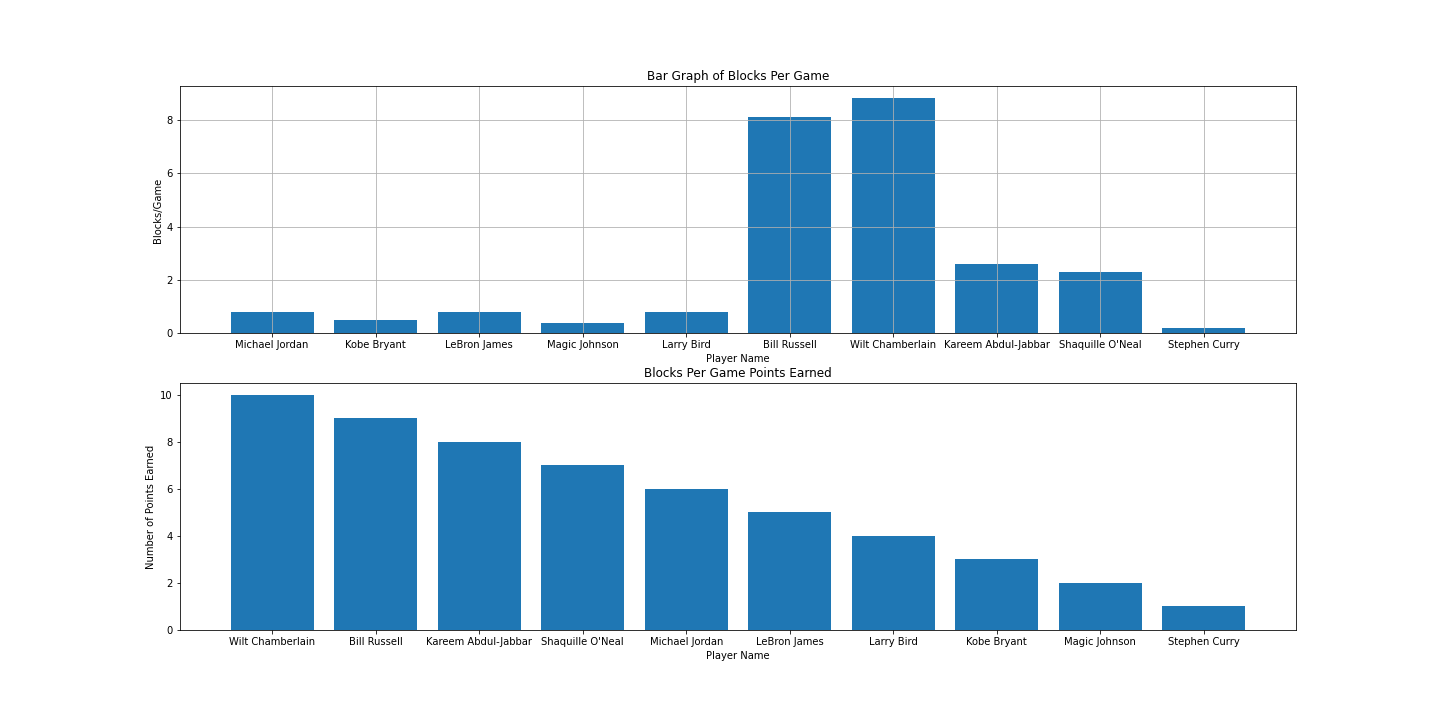 Bar Graph of Blocks Per Game
8
6
4
2
0
Blocks/Game
Michael Jordan Kobe Bryant LeBron James Magic Johnson Larry Bird Bill Russell Wilt Chamberlain Kareem Abdul-Jabbar Shaquille O'Neal Stephen Curry
Player Name
Blocks Per Game Points Earned
10
8
6
4
2
0
Number of Points Earned
Wilt Chamberlain Bill Russell Kareem Abdul-Jabbar Shaquille O'Neal Michael Jordan LeBron James Larry Bird Kobe Bryant Magic Johnson Stephen Curry
Player Name